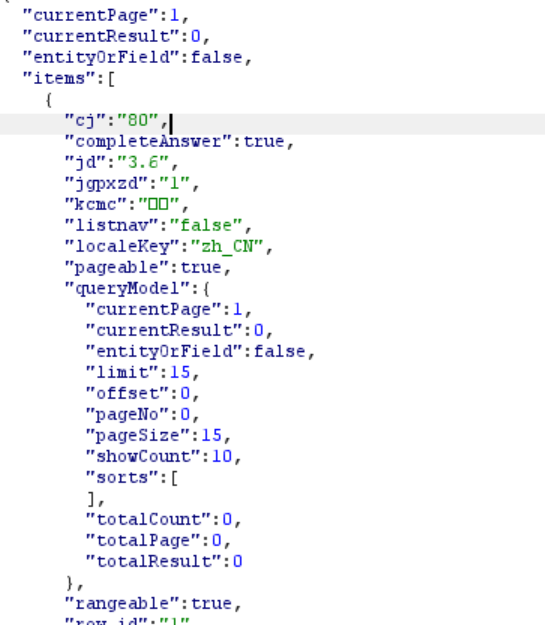 {
"currentPage":1,
"currentResult":0,
"entityOrField":false,
"items":[
{
"cj":"80",
"completeAnswer":true,
"jd":"3.6",
"jgpxzd":"1",
"kcmc":"□□",
"listnav":"false",
"localeKey":"zh_CN",
"pageable":true,
"queryModel":{
"currentPage":1,
"currentResult":0,
"entityOrField":false,
"limit":15,
"offset":0,
"pageNo":0,
"pageSize":15,
"showCount":10,
"sorts":[
],
"totalCount":0,
"totalPage":0,
"totalResult":0
},
"rangeable":true,
"row_id":"1"